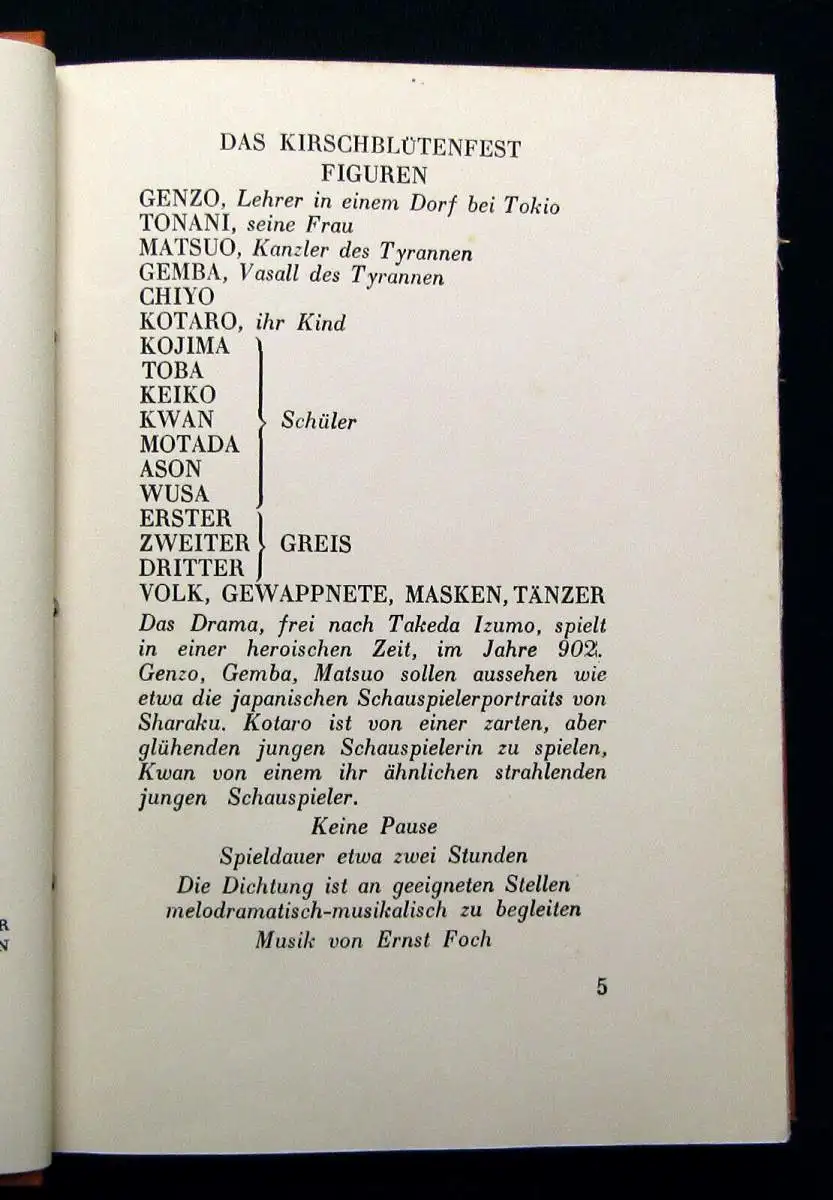 DAS KIRSCHBLÜTENFEST
FIGUREN
GENZO, Lehrer in einem Dorf bei Tokio
TONANI, seine Frau
MATSUO, Kanzler des Tyrannen
GEMBA, Vasall des Tyrannen
CHIYO
KOTARO, ihr Kind
KOJIMA
TOBA
KEIKO
KWAN Schüler
MOTADA
ASON
WUSA
ERSTER
ZWEITER GREIS
DRITTER
VOLK, GEWAPPNETE, MASKEN, TÄNZER
Das Drama, frei nach Takeda Izumo, spielt
in einer heroischen Zeit, im Jahre 902.
Genzo, Gemba, Matsuo sollen aussehen wie
etwa die japanischen Schauspielerportraits von
Sharaku. Kotaro ist von einer zarten, aber
glühenden jungen Schauspielerin zu spielen,
Kwan von einem ihr ähnlichen strahlenden
jungen Schauspieler.
Keine Pause
Spieldauer etwa zwei Stunden
Die Dichtung ist an geeigneten Stellen
melodramatisch-musikalisch zu begleiten
Musik von Ernst Foch
5
R
N